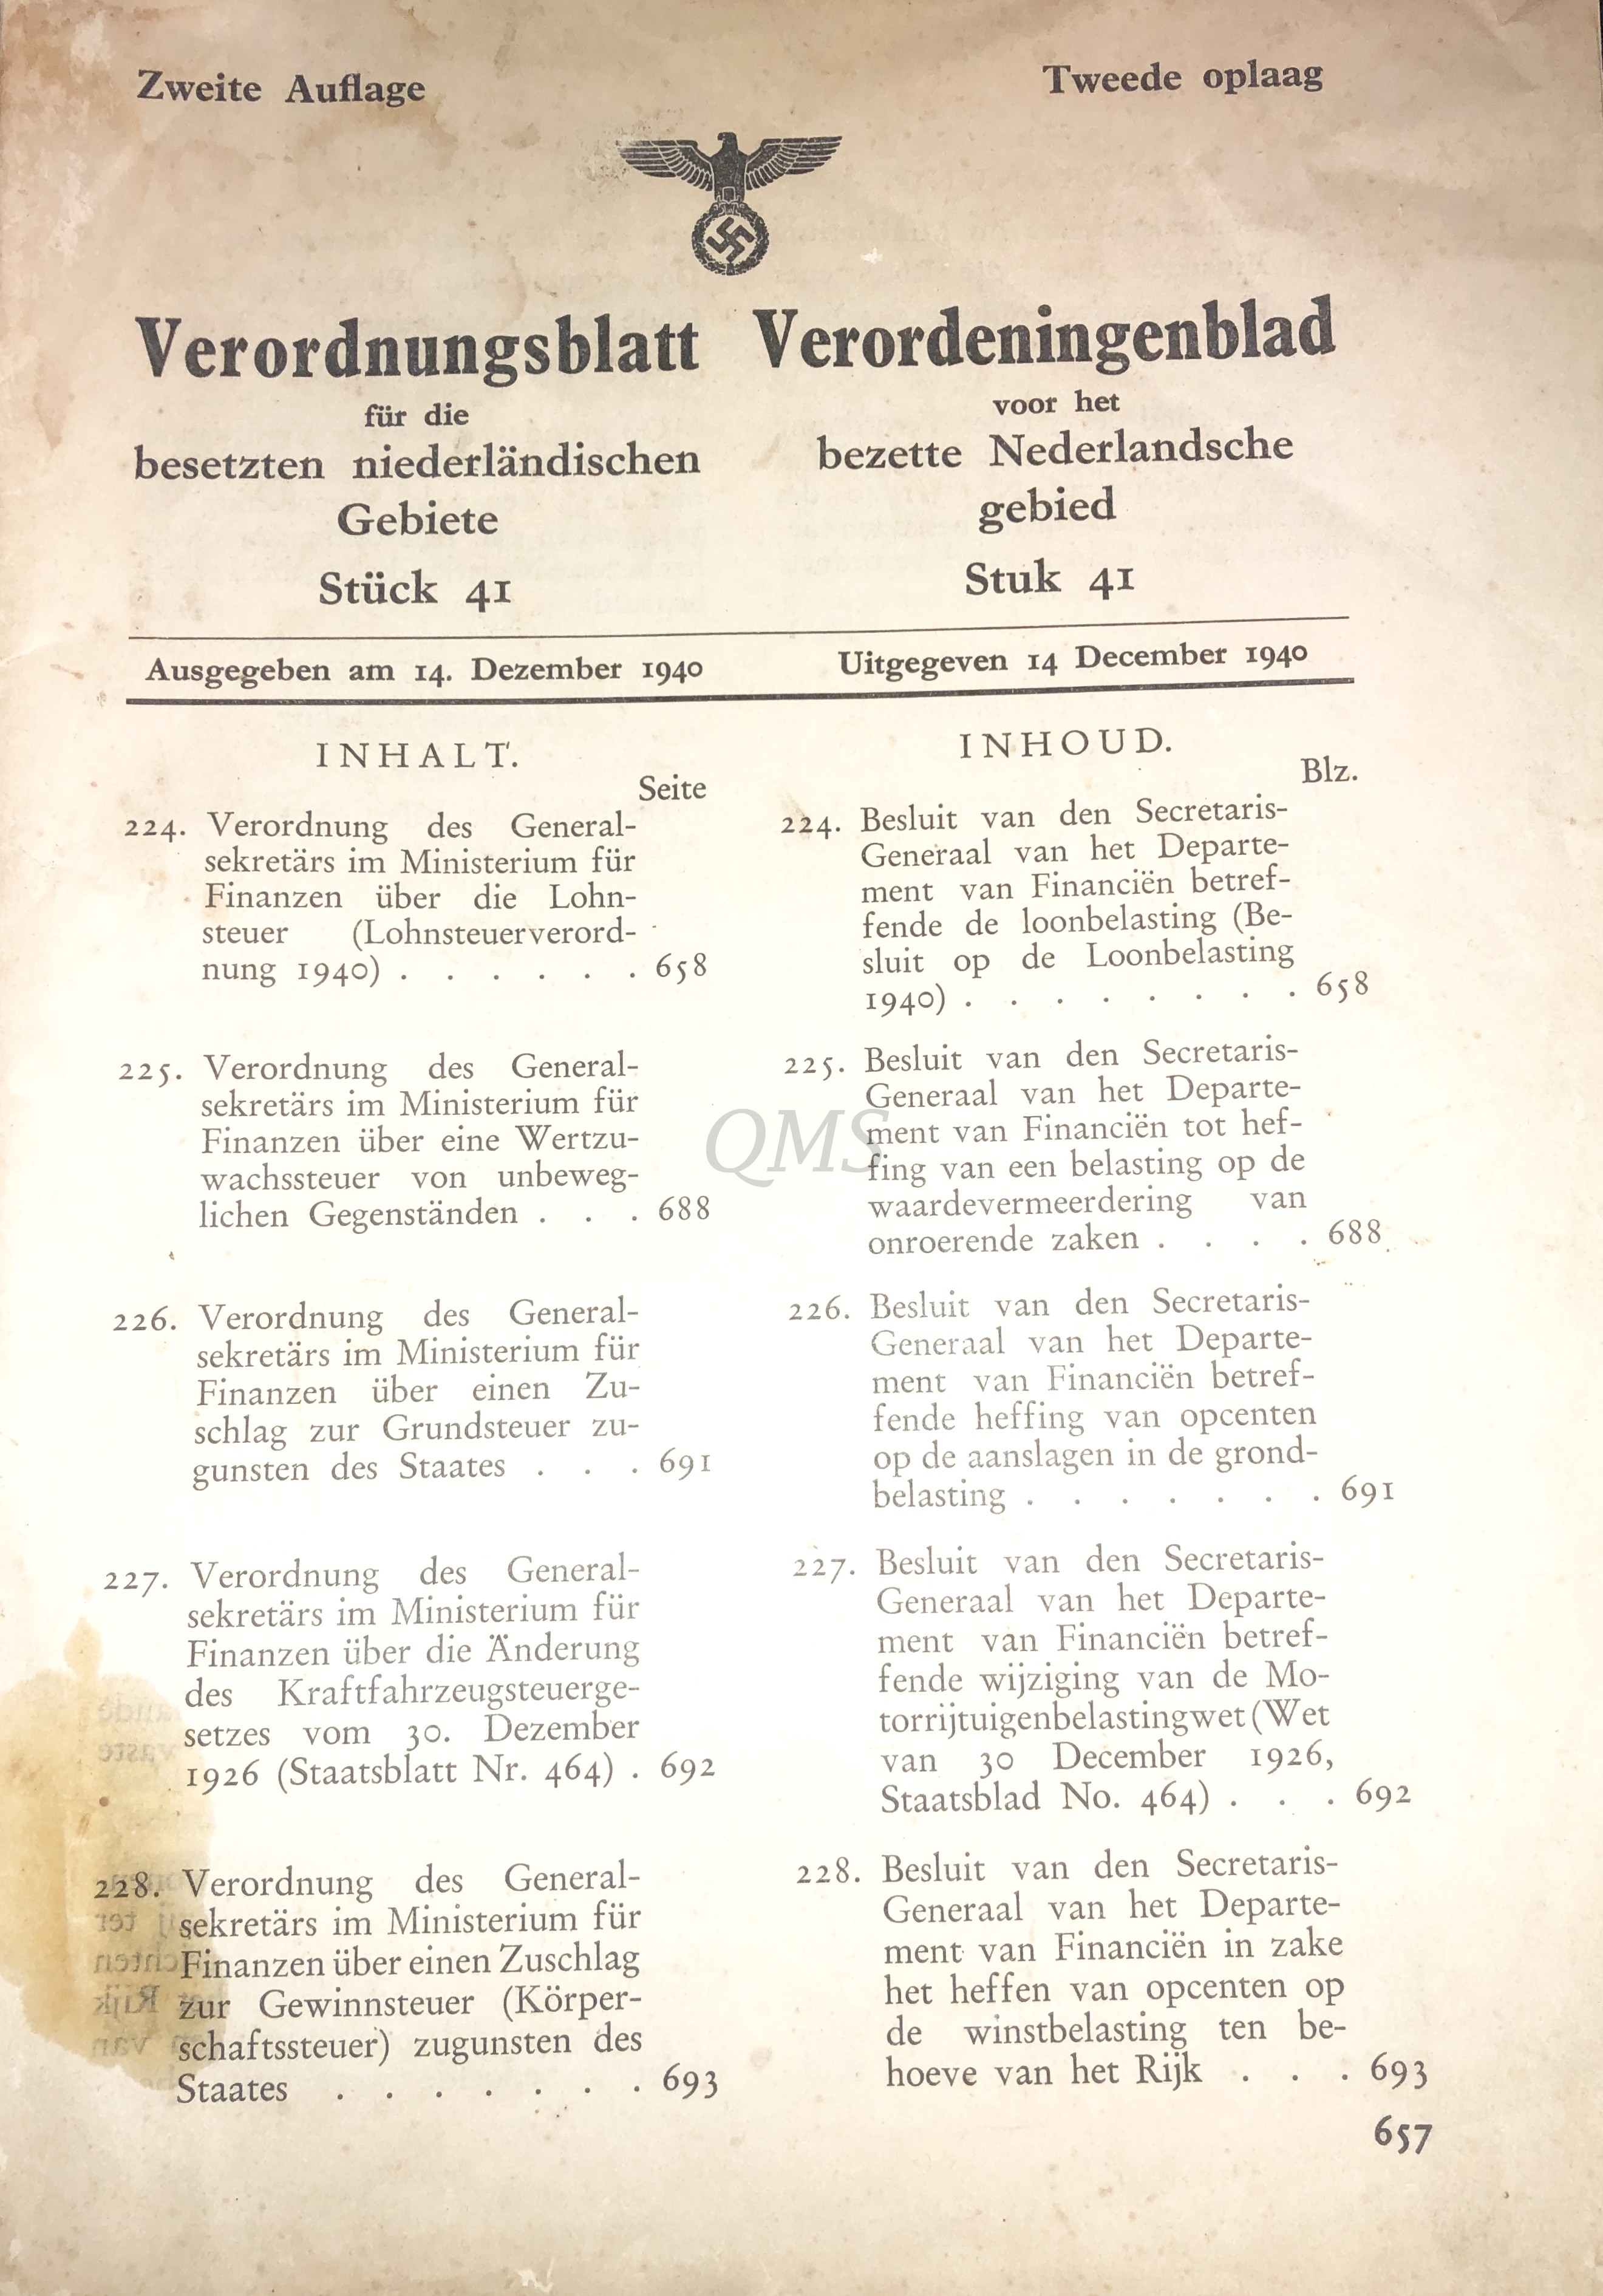 Zweite Auflage
Tweede oplaag
Verordnungsblatt
für die
besetzten niederländischen
Gebiete
Stück 41
Verordeningenblad
voor het
bezette Nederlandsche
gebied
Stuk 41
Ausgegeben am 14. Dezember 1940
Uitgegeven 14 December 1940
INHALT.
Seite
224. Verordnung des General-
sekretärs im Ministerium für
Finanzen über die Lohn-
steuer (Lohnsteuerverord-
nung 1940) . . . . . . 658
225. Verordnung des General-
sekretärs im Ministerium für
Finanzen über eine Wertzu-
wachssteuer von unbeweg-
lichen Gegenständen . . . 688
226. Verordnung des General-
sekretärs im Ministerium für
Finanzen über einen Zu-
schlag zur Grundsteuer zu-
gunsten des Staates . . . 691
227. Verordnung des General-
sekretärs im Ministerium für
Finanzen über die Änderung
des Kraftfahrzeugsteuerge-
setzes vom 30. Dezember
1926 (Staatsblatt Nr. 464) . 692
228. Verordnung des General-
sekretärs im Ministerium für
Finanzen über einen Zuschlag
zur Gewinnsteuer (Körper-
schaftssteuer) zugunsten des
Staates . . . . . . . 693
INHOUD.
Blz.
224. Besluit van den Secretaris-
Generaal van het Departe-
ment van Financiën betref-
fende de loonbelasting (Be-
sluit op de Loonbelasting
1940) . . . . . . . . 658
225. Besluit van den Secretaris-
Generaal van het Departe-
ment van Financiën tot hef-
fing van een belasting op de
waardevermeerdering van
onroerende zaken . . . . 688
226. Besluit van den Secretaris-
Generaal van het Departe-
ment van Financiën betref-
fende heffing van opcenten
op de aanslagen in de grond-
belasting . . . . . . . 691
227. Besluit van den Secretaris-
Generaal van het Departe-
ment van Financiën betref-
fende wijziging van de Mo-
torrijtuigenbelastingwet (Wet
van 30 December 1926,
Staatsblad No. 464) . . . 692
228. Besluit van den Secretaris-
Generaal van het Departe-
ment van Financiën in zake
het heffen van opcenten op
de winstbelasting ten be-
hoeve van het Rijk . . . 693
657
QMS